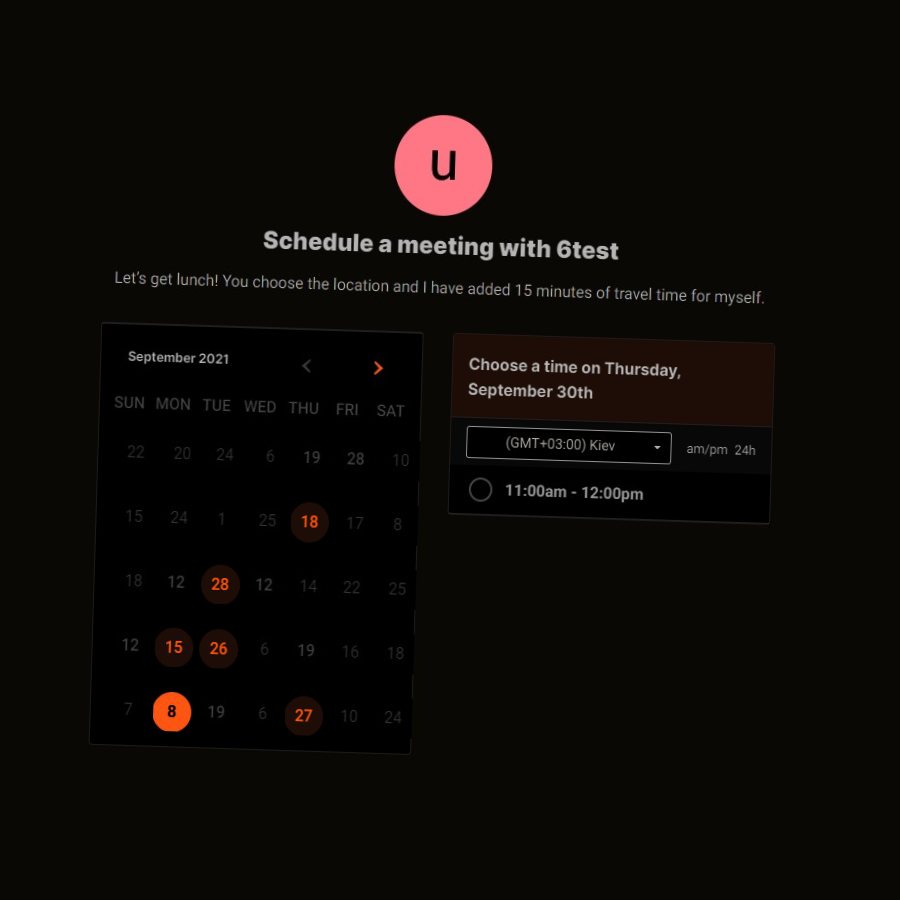 u
Schedule a meeting with 6test
Let's get lunch! You choose the location and I have added 15 minutes of travel time for myself.
September 2021
SUN MON TUE WED THU FRI SAT
22 20 24 6 19 28 10
15 24 1 25 18 17 8
18 12 28 12 14 22 25
12 15 26 6 19 16 18
7 8 19 6 27 10 24
Choose a time on Thursday,
September 30th
(GMT+03:00) Kiev
am/pm 24h
11:00am - 12:00pm